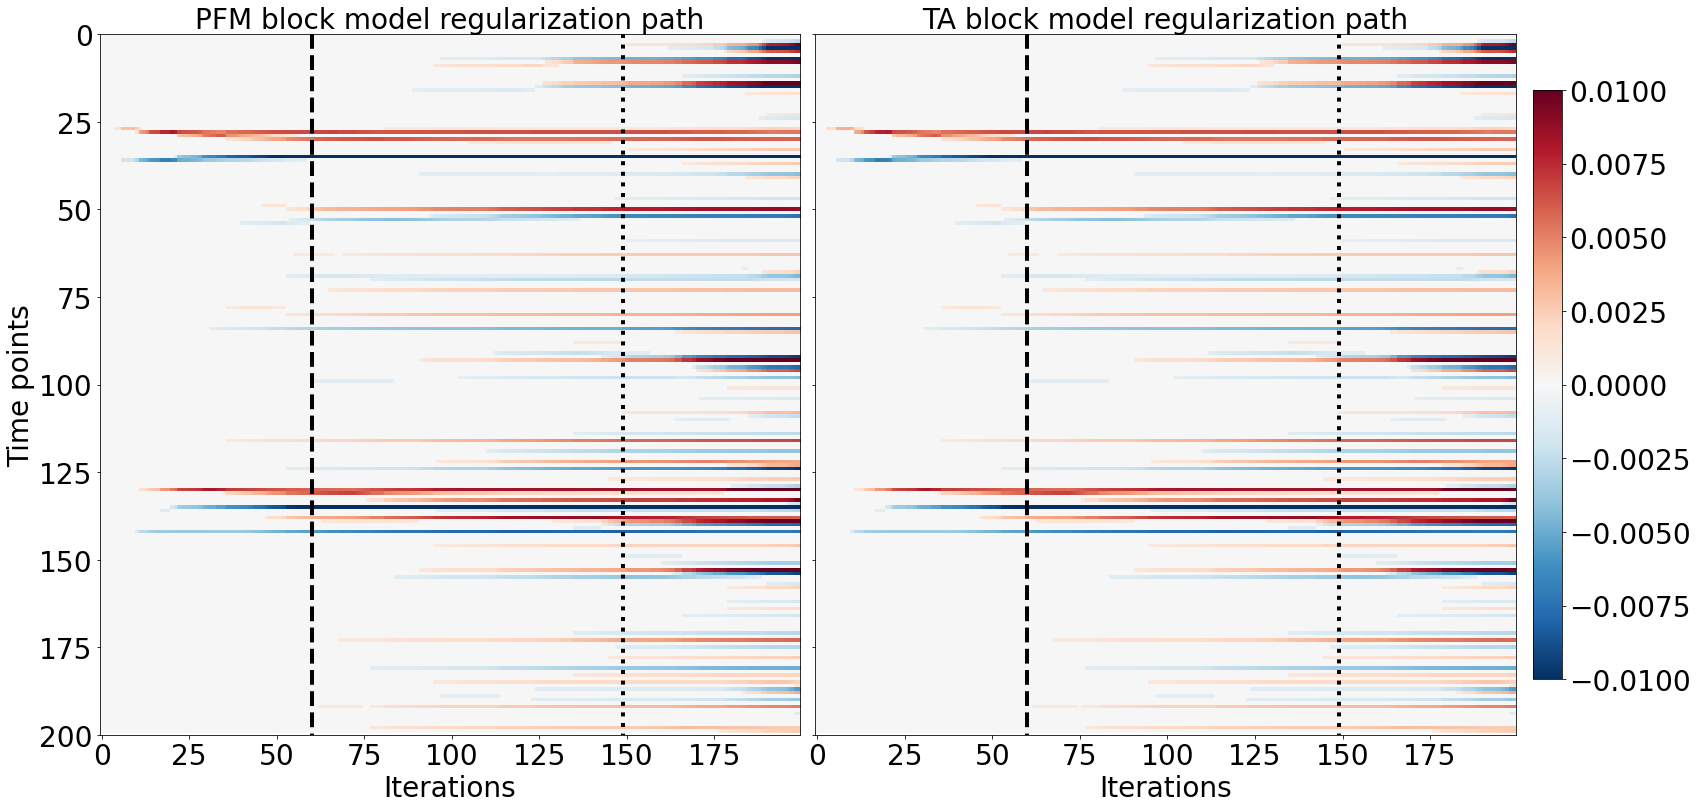 PFM block model regularization path
TA block model regularization path
0
25
50
75
100
125
150
175
200
Time points
0 25 50 75 100 125 150 175
Iterations
0 25 50 75 100 125 150 175
Iterations
0.0100
0.0075
0.0050
0.0025
0.0000
−0.0025
−0.0050
−0.0075
−0.0100